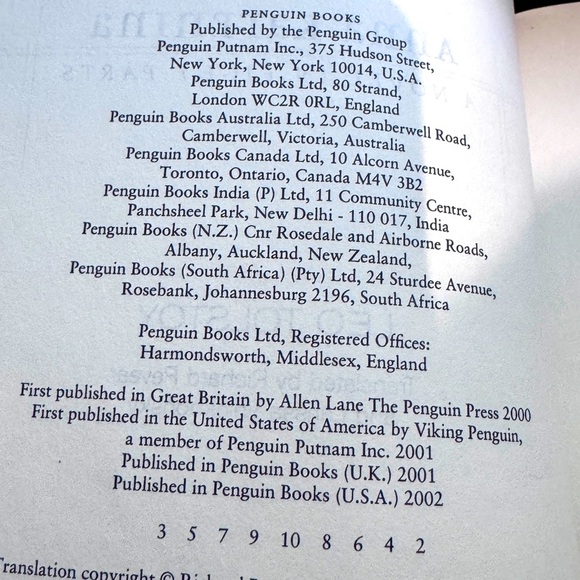 PENGUIN BOOKS
Published by the Penguin Group
Penguin Putnam Inc., 375 Hudson Street,
New York, New York 10014, U.S.A.
Penguin Books Ltd, 80 Strand,
London WC2R 0RL, England
Penguin Books Australia Ltd, 250 Camberwell Road,
Camberwell, Victoria, Australia
Penguin Books Canada Ltd, 10 Alcorn Avenue,
Toronto, Ontario, Canada M4V 3B2
Penguin Books India (P) Ltd, 11 Community Centre,
Panchsheel Park, New Delhi - 110 017, India
Penguin Books (N.Z.) Cnr Rosedale and Airborne Roads,
Albany, Auckland, New Zealand,
Penguin Books (South Africa) (Pty) Ltd, 24 Sturdee Avenue,
Rosebank, Johannesburg 2196, South Africa
Penguin Books Ltd, Registered Offices:
Harmondsworth, Middlesex, England
First published in Great Britain by Allen Lane The Penguin Press 2000
First published in the United States of America by Viking Penguin,
a member of Penguin Putnam Inc. 2001
Published in Penguin Books (U.K.) 2001
Published in Penguin Books (U.S.A.) 2002
3 5 7 9 10 8 6 4 2
Translation copyright ©